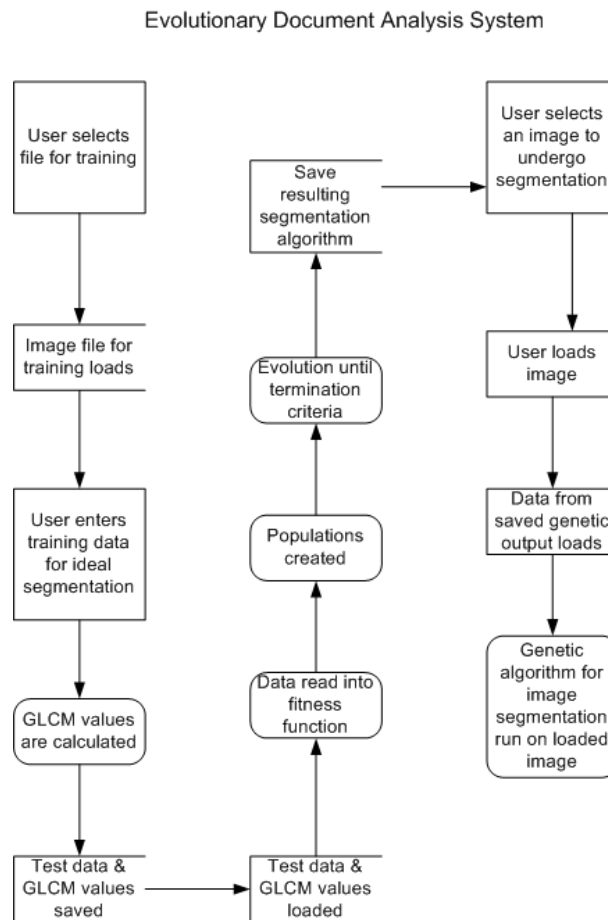 Evolutionary Document Analysis System
User selects
file for training
Image file for
training loads
User enters
training data
for ideal
segmentation
GLCM values
are calculated
Test data &
GLCM values
saved
Test data &
GLCM values
loaded
Data read into
fitness
function
Populations
created
Evolution until
termination
criteria
Save
resulting
segmentation
algorithm
User selects
an image to
undergo
segmentation
User loads
image
Data from
saved genetic
output loads
Genetic
algorithm for
image
segmentation
run on loaded
image